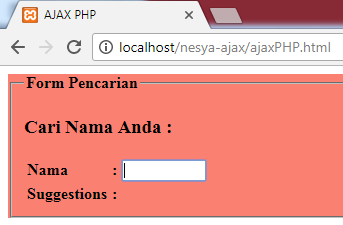 AJAX PHP
localhost/nesya-ajax/ajaxPHP.html
Form Pencarian
Cari Nama Anda :
Nama :
Suggestions :